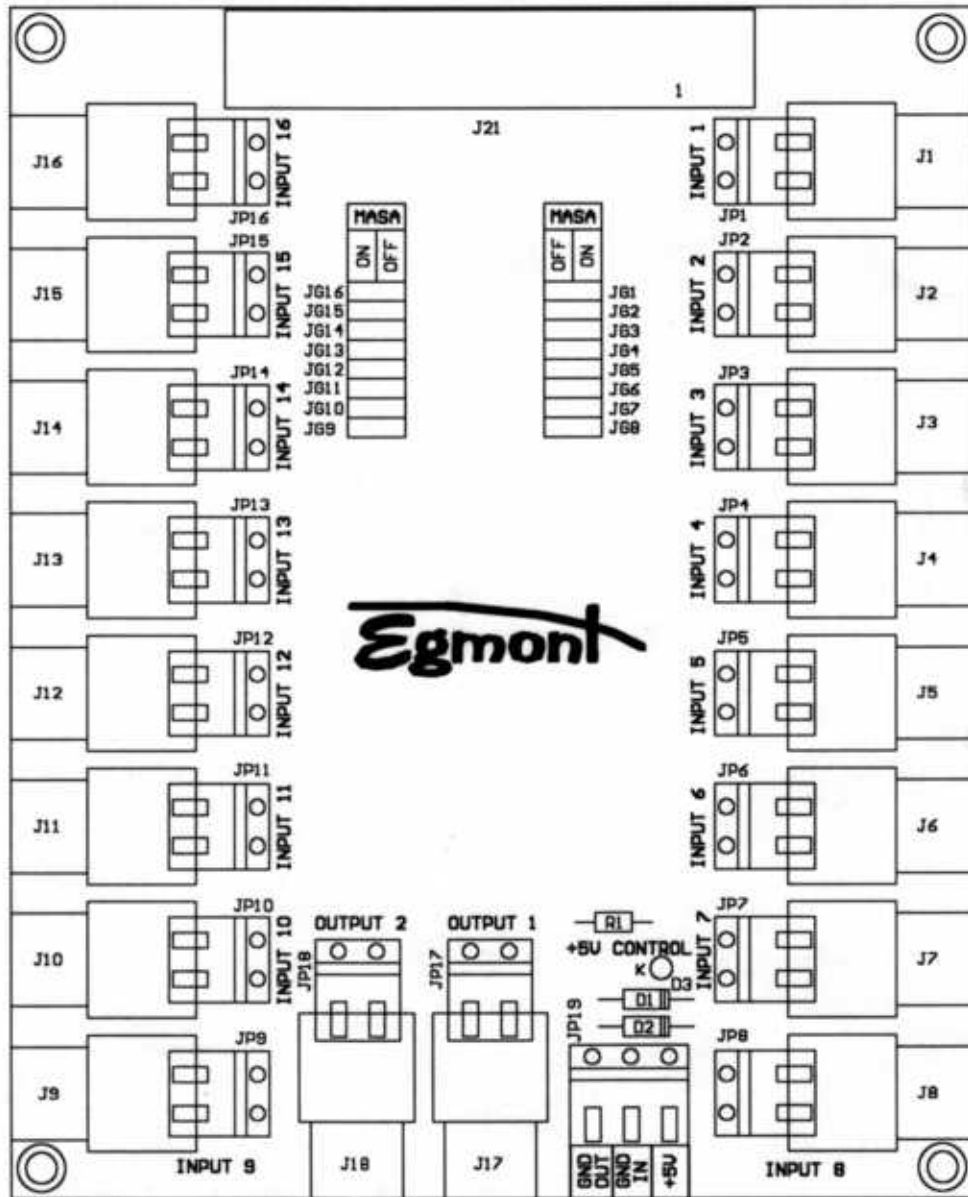 1
J21
J16
INPUT 16
JP16
INPUT 1
JP1
J1
MASA
ON
OFF
MASA
OFF
ON
J15
JP15
INPUT 15
JP2
INPUT 2
J2
JG16
JG15
JG14
JG13
JG12
JG11
JG10
JG9
JG1
JG2
JG3
JG4
JG5
JG6
JG7
JG8
J14
JP14
INPUT 14
JP3
INPUT 3
J3
J13
JP13
INPUT 13
JP4
INPUT 4
J4
Egmont
J12
JP12
INPUT 12
JP5
INPUT 5
J5
J11
JP11
INPUT 11
JP6
INPUT 6
J6
J10
JP10
INPUT 10
OUTPUT 2
JP18
OUTPUT 1
JP17
R1
+5V CONTROL
K
D3
D1
D2
JP19
JP7
INPUT 7
J7
J9
JP9
INPUT 9
J18
J17
GND OUT
GND IN
+5V
JP8
INPUT 8
J8